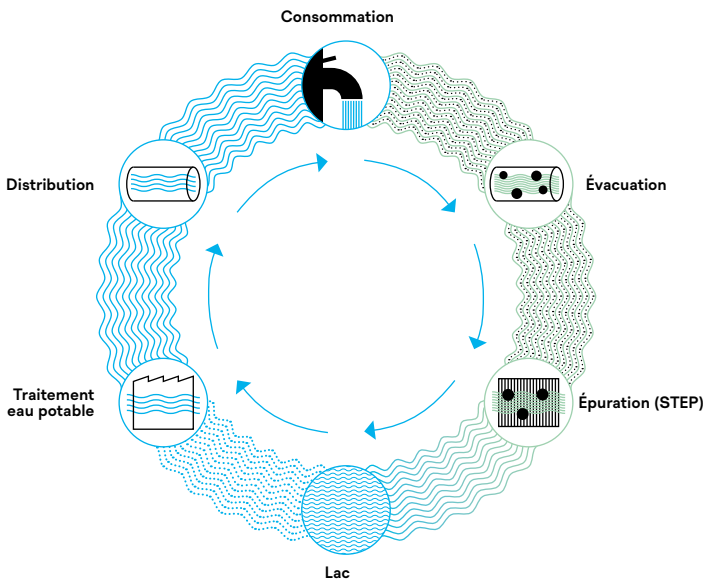 Consommation
Distribution
Évacuation
Traitement
eau potable
Épuration (STEP)
Lac